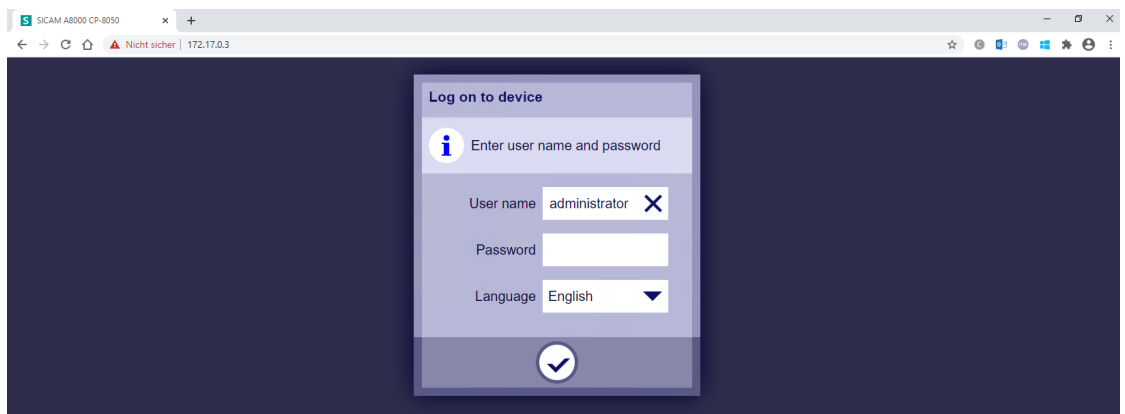 SICAM A8000 CP-8050
Nicht sicher | 172.17.0.3
Log on to device
Enter user name and password
User name administrator
Password
Language English